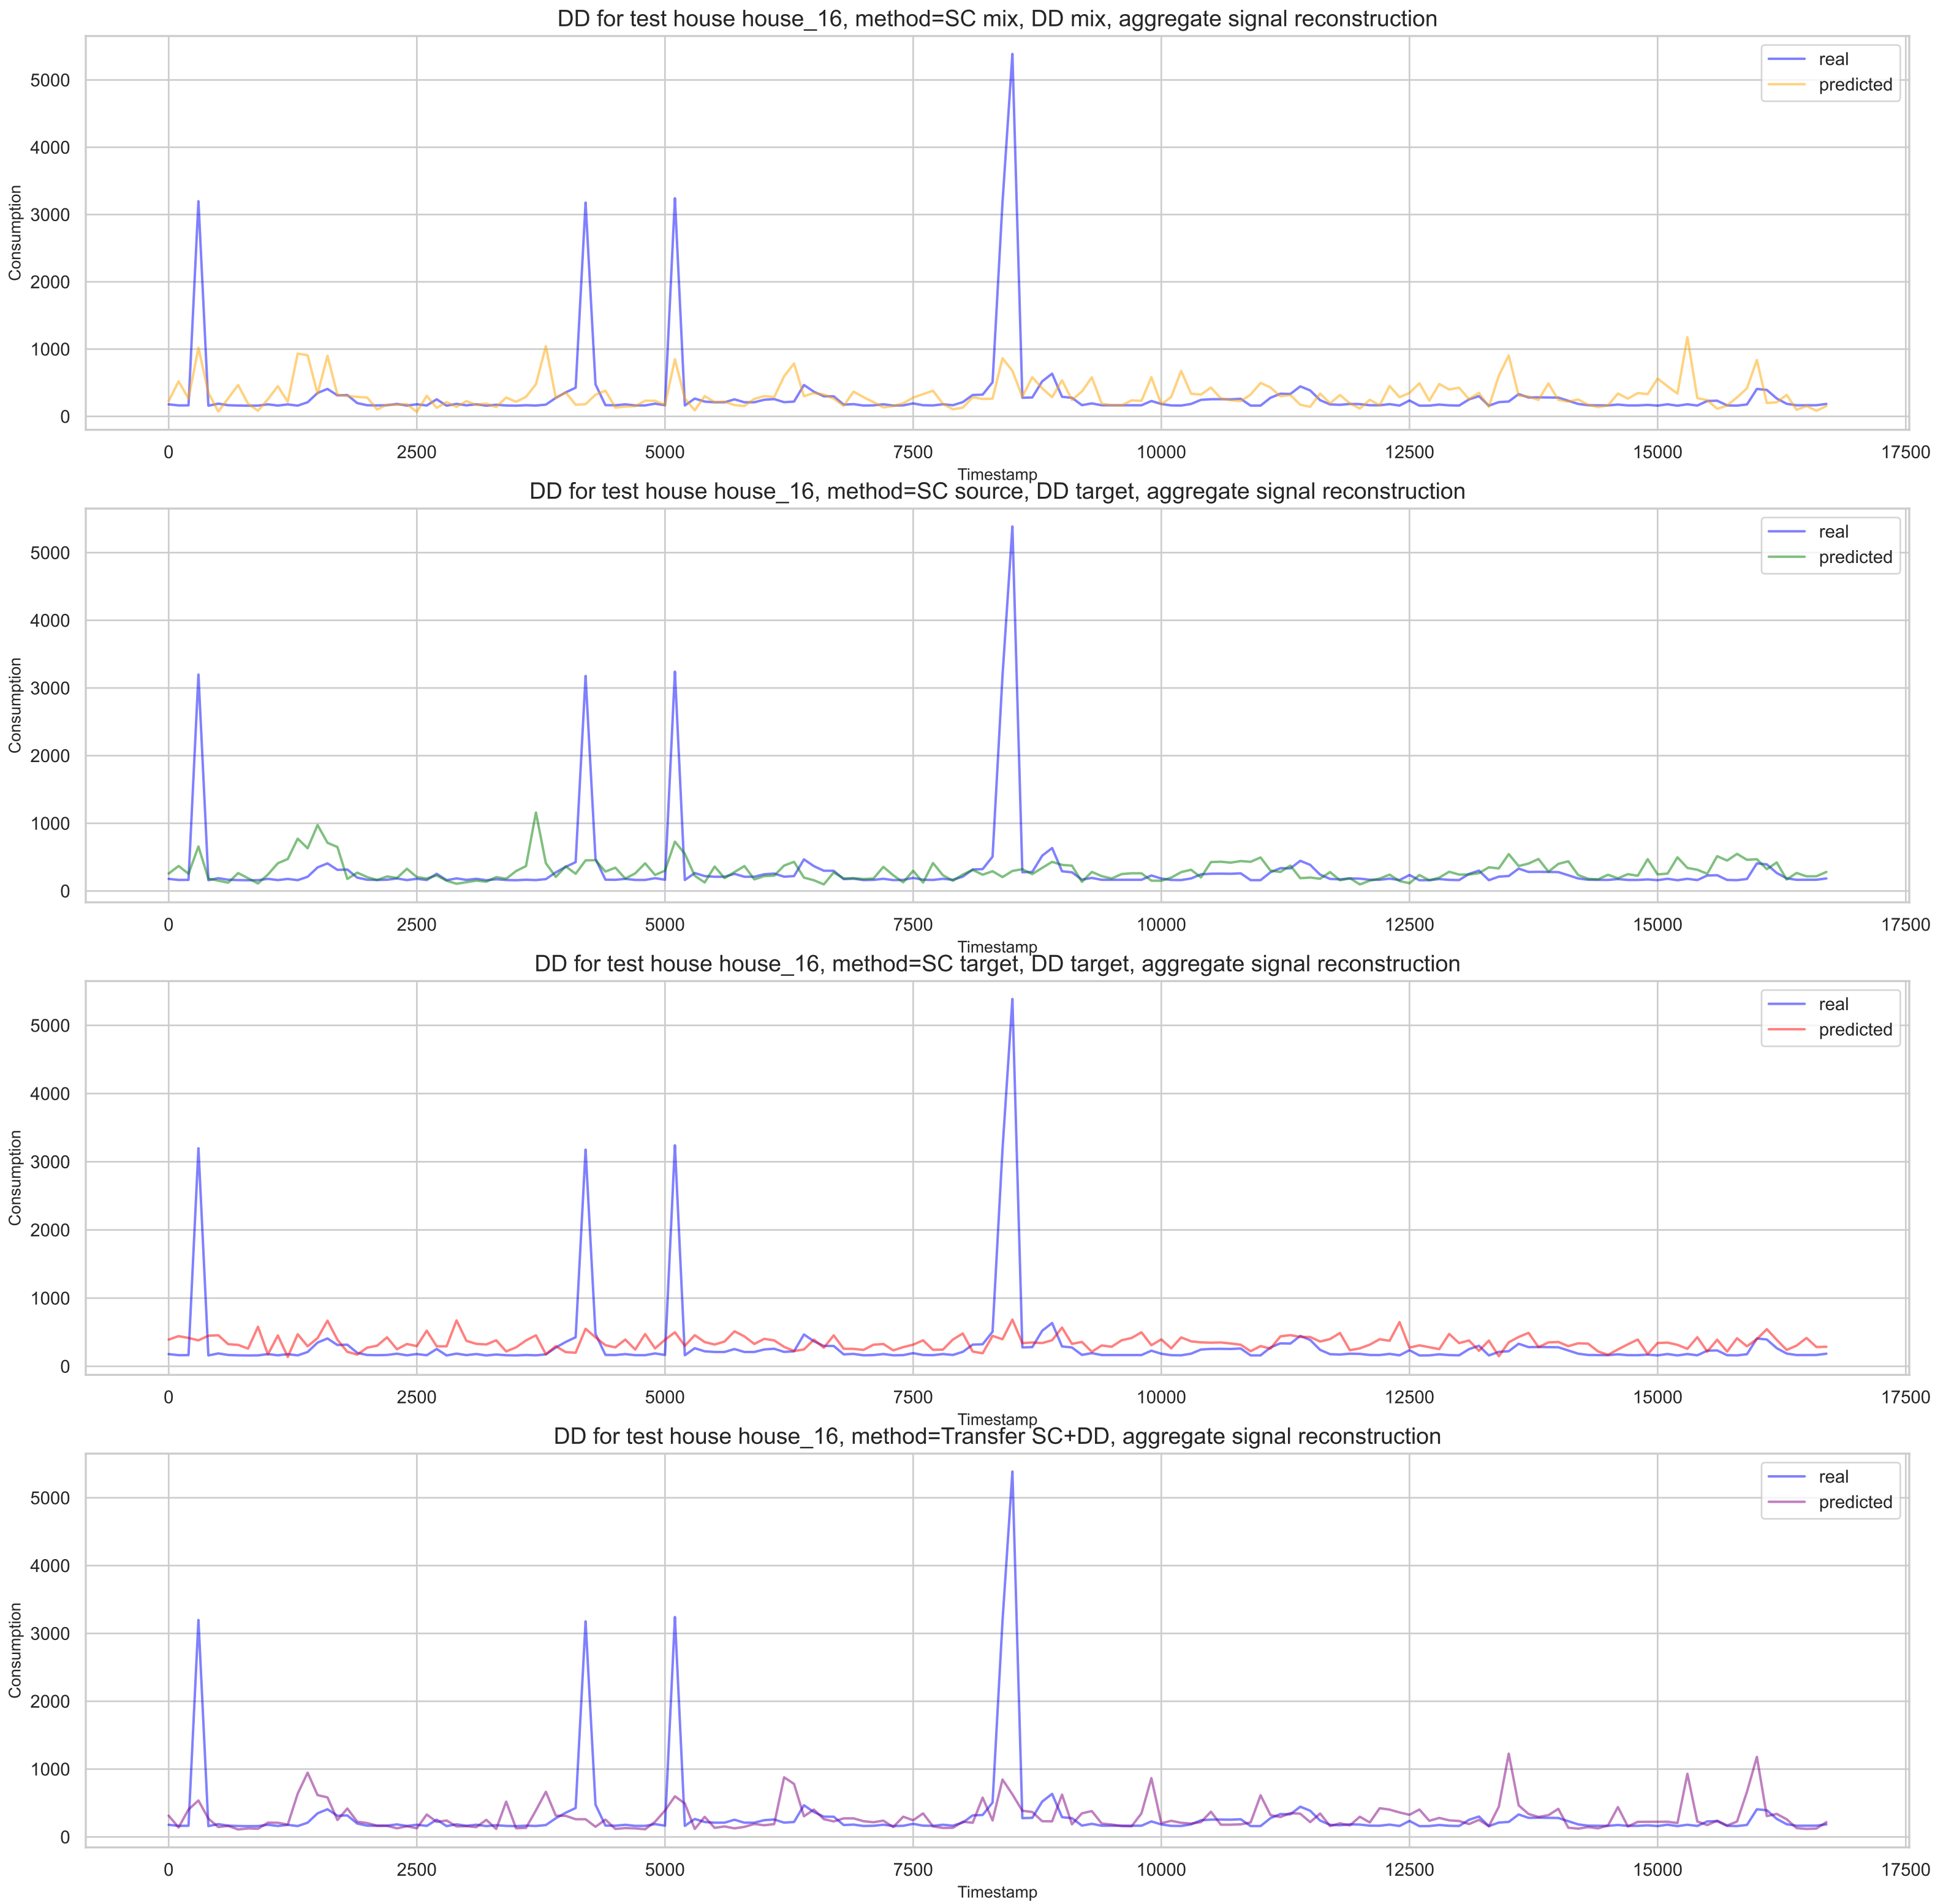 DD for test house house_16, method=SC mix, DD mix, aggregate signal reconstruction
real
predicted
5000
4000
3000
2000
1000
0
Consumption
0 2500 5000 7500 10000 12500 15000 17500
Timestamp
DD for test house house_16, method=SC source, DD target, aggregate signal reconstruction
real
predicted
5000
4000
3000
2000
1000
0
Consumption
0 2500 5000 7500 10000 12500 15000 17500
Timestamp
DD for test house house_16, method=SC target, DD target, aggregate signal reconstruction
real
predicted
5000
4000
3000
2000
1000
0
Consumption
0 2500 5000 7500 10000 12500 15000 17500
Timestamp
DD for test house house_16, method=Transfer SC+DD, aggregate signal reconstruction
real
predicted
5000
4000
3000
2000
1000
0
Consumption
0 2500 5000 7500 10000 12500 15000 17500
Timestamp